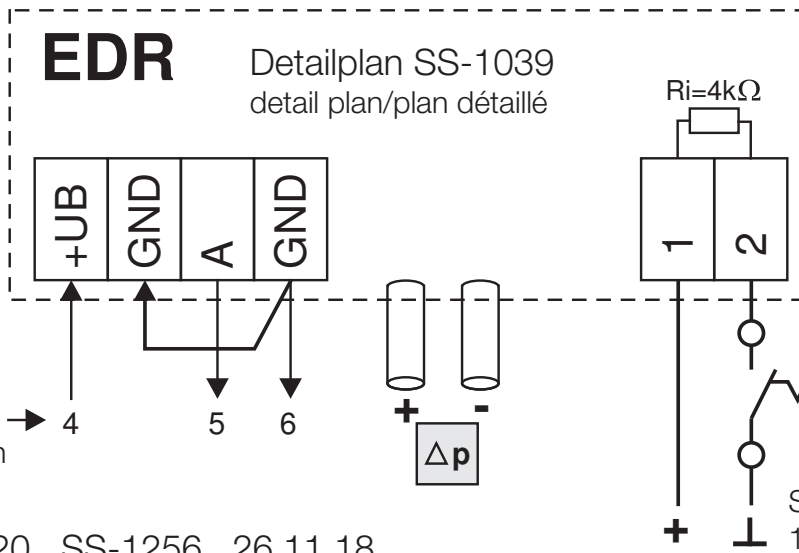 EDR
Detailplan SS-1039
detail plan/plan détaillé
Ri=4kΩ
+UB
GND
A
GND
1
2
4
5
6
+
-
Δp
+
20 SS-1256 26.11.18